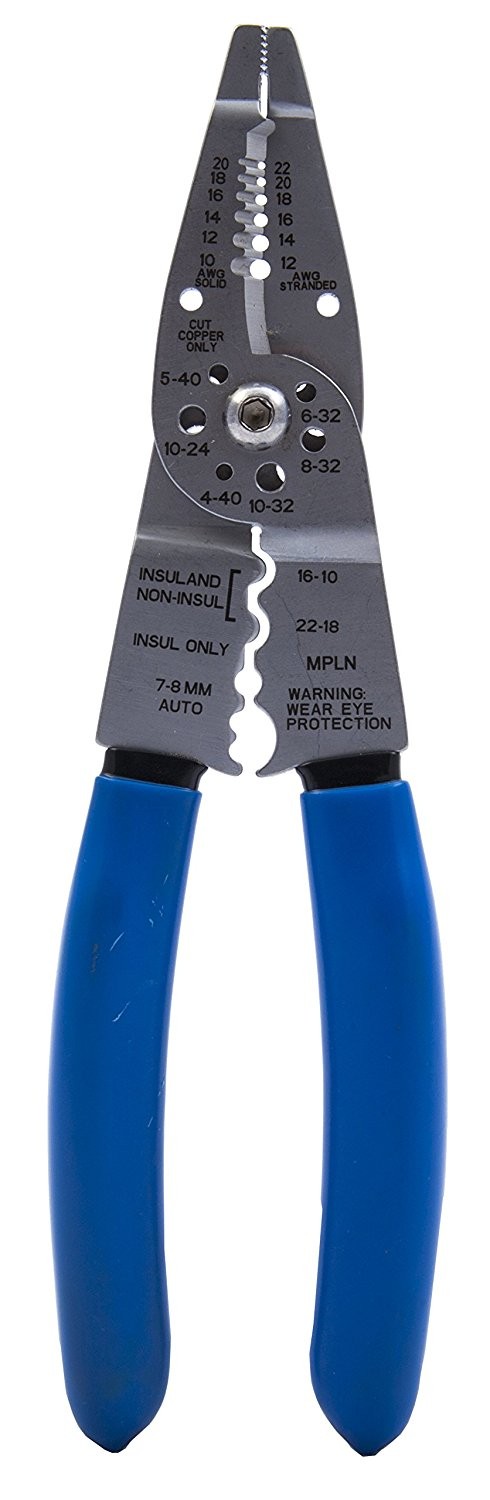 20 22
18 20
16 18
14 16
12 14
10 12
AWG SOLID
AWG STRANDED
CUT
COPPER
ONLY
5-40
6-32
10-24
8-32
4-40
10-32
INSULAND
NON-INSUL
16-10
22-18
INSUL ONLY
MPLN
7-8 MM
AUTO
WARNING:
WEAR EYE
PROTECTION